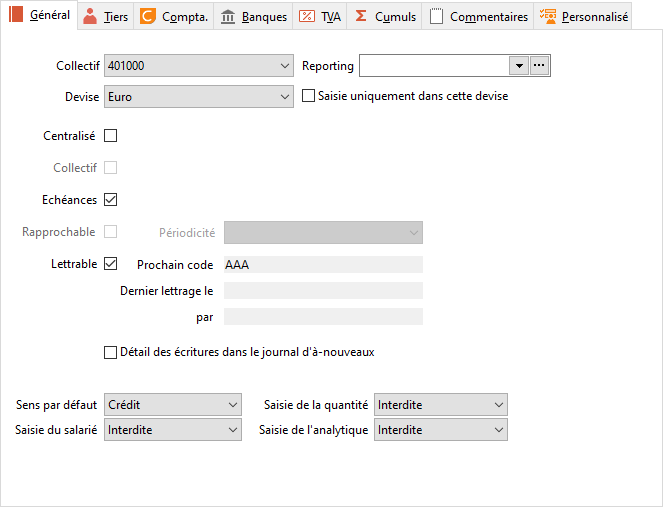 Général Tiers Compta. Banques TVA Cumuls Commentaires Personnalisé
Collectif 401000 Reporting
Devise Euro Saisie uniquement dans cette devise
Centralisé
Collectif
Echéances
Rapprochable Périodicité
Lettrable Prochain code AAA
Dernier lettrage le
par
Détail des écritures dans le journal d'à-nouveaux
Sens par défaut Crédit Saisie de la quantité Interdite
Saisie du salarié Interdite Saisie de l'analytique Interdite